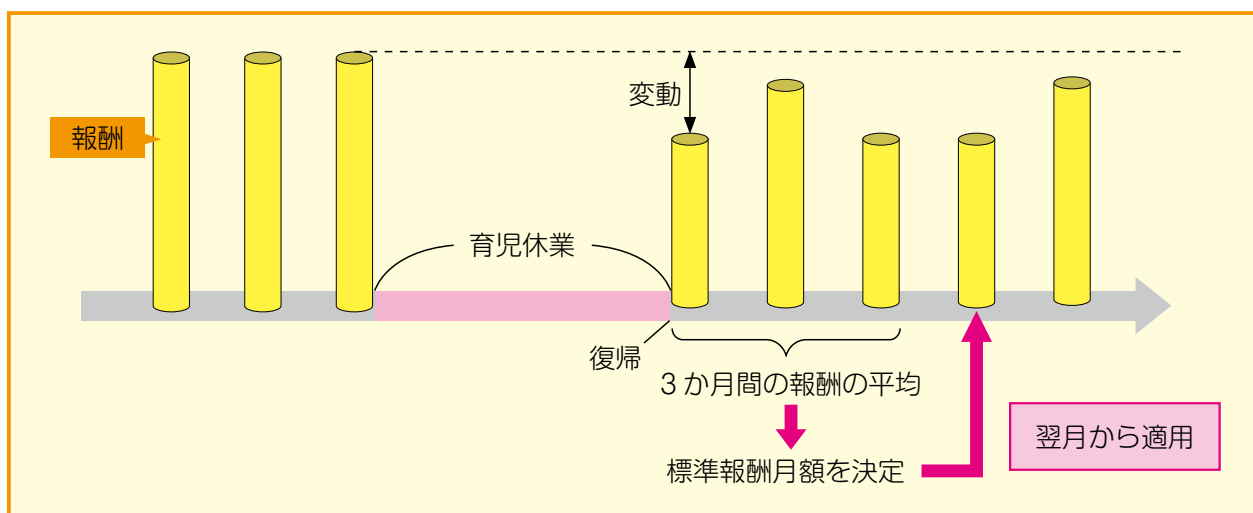 変動
報酬
育児休業
復帰
３か月間の報酬の平均
翌月から適用
標準報酬月額を決定